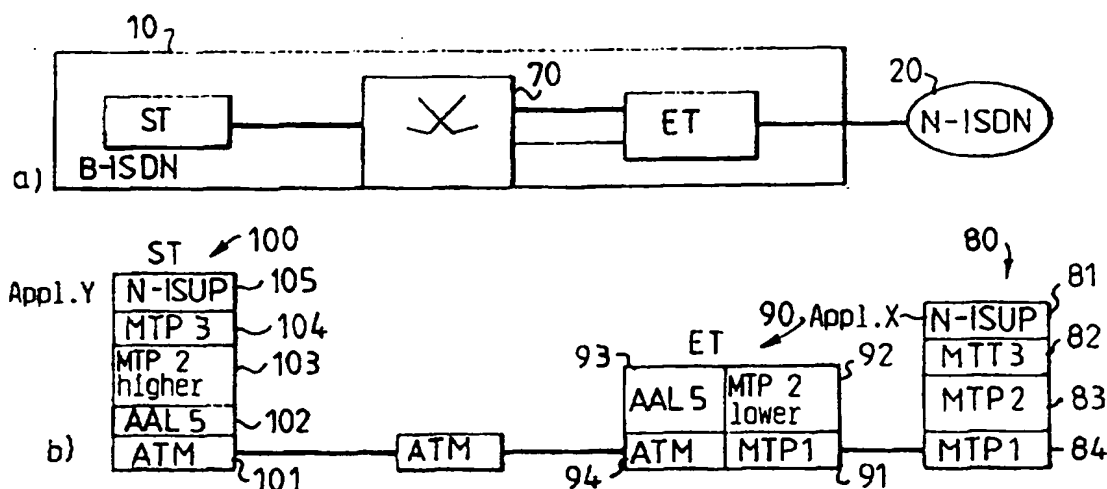 10
70
20
ST
ET
N-ISDN
B-ISDN
a)
ST
100
80
Appl.Y
N-ISUP
105
90
Appl.X
N-ISUP
81
MTP 3
104
ET
MTT3
82
MTP 2
higher
103
93
92
AAL 5
MTP 2
lower
MTP2
83
AAL 5
102
b)
ATM
101
ATM
94
ATM
MTP1
91
MTP1
84